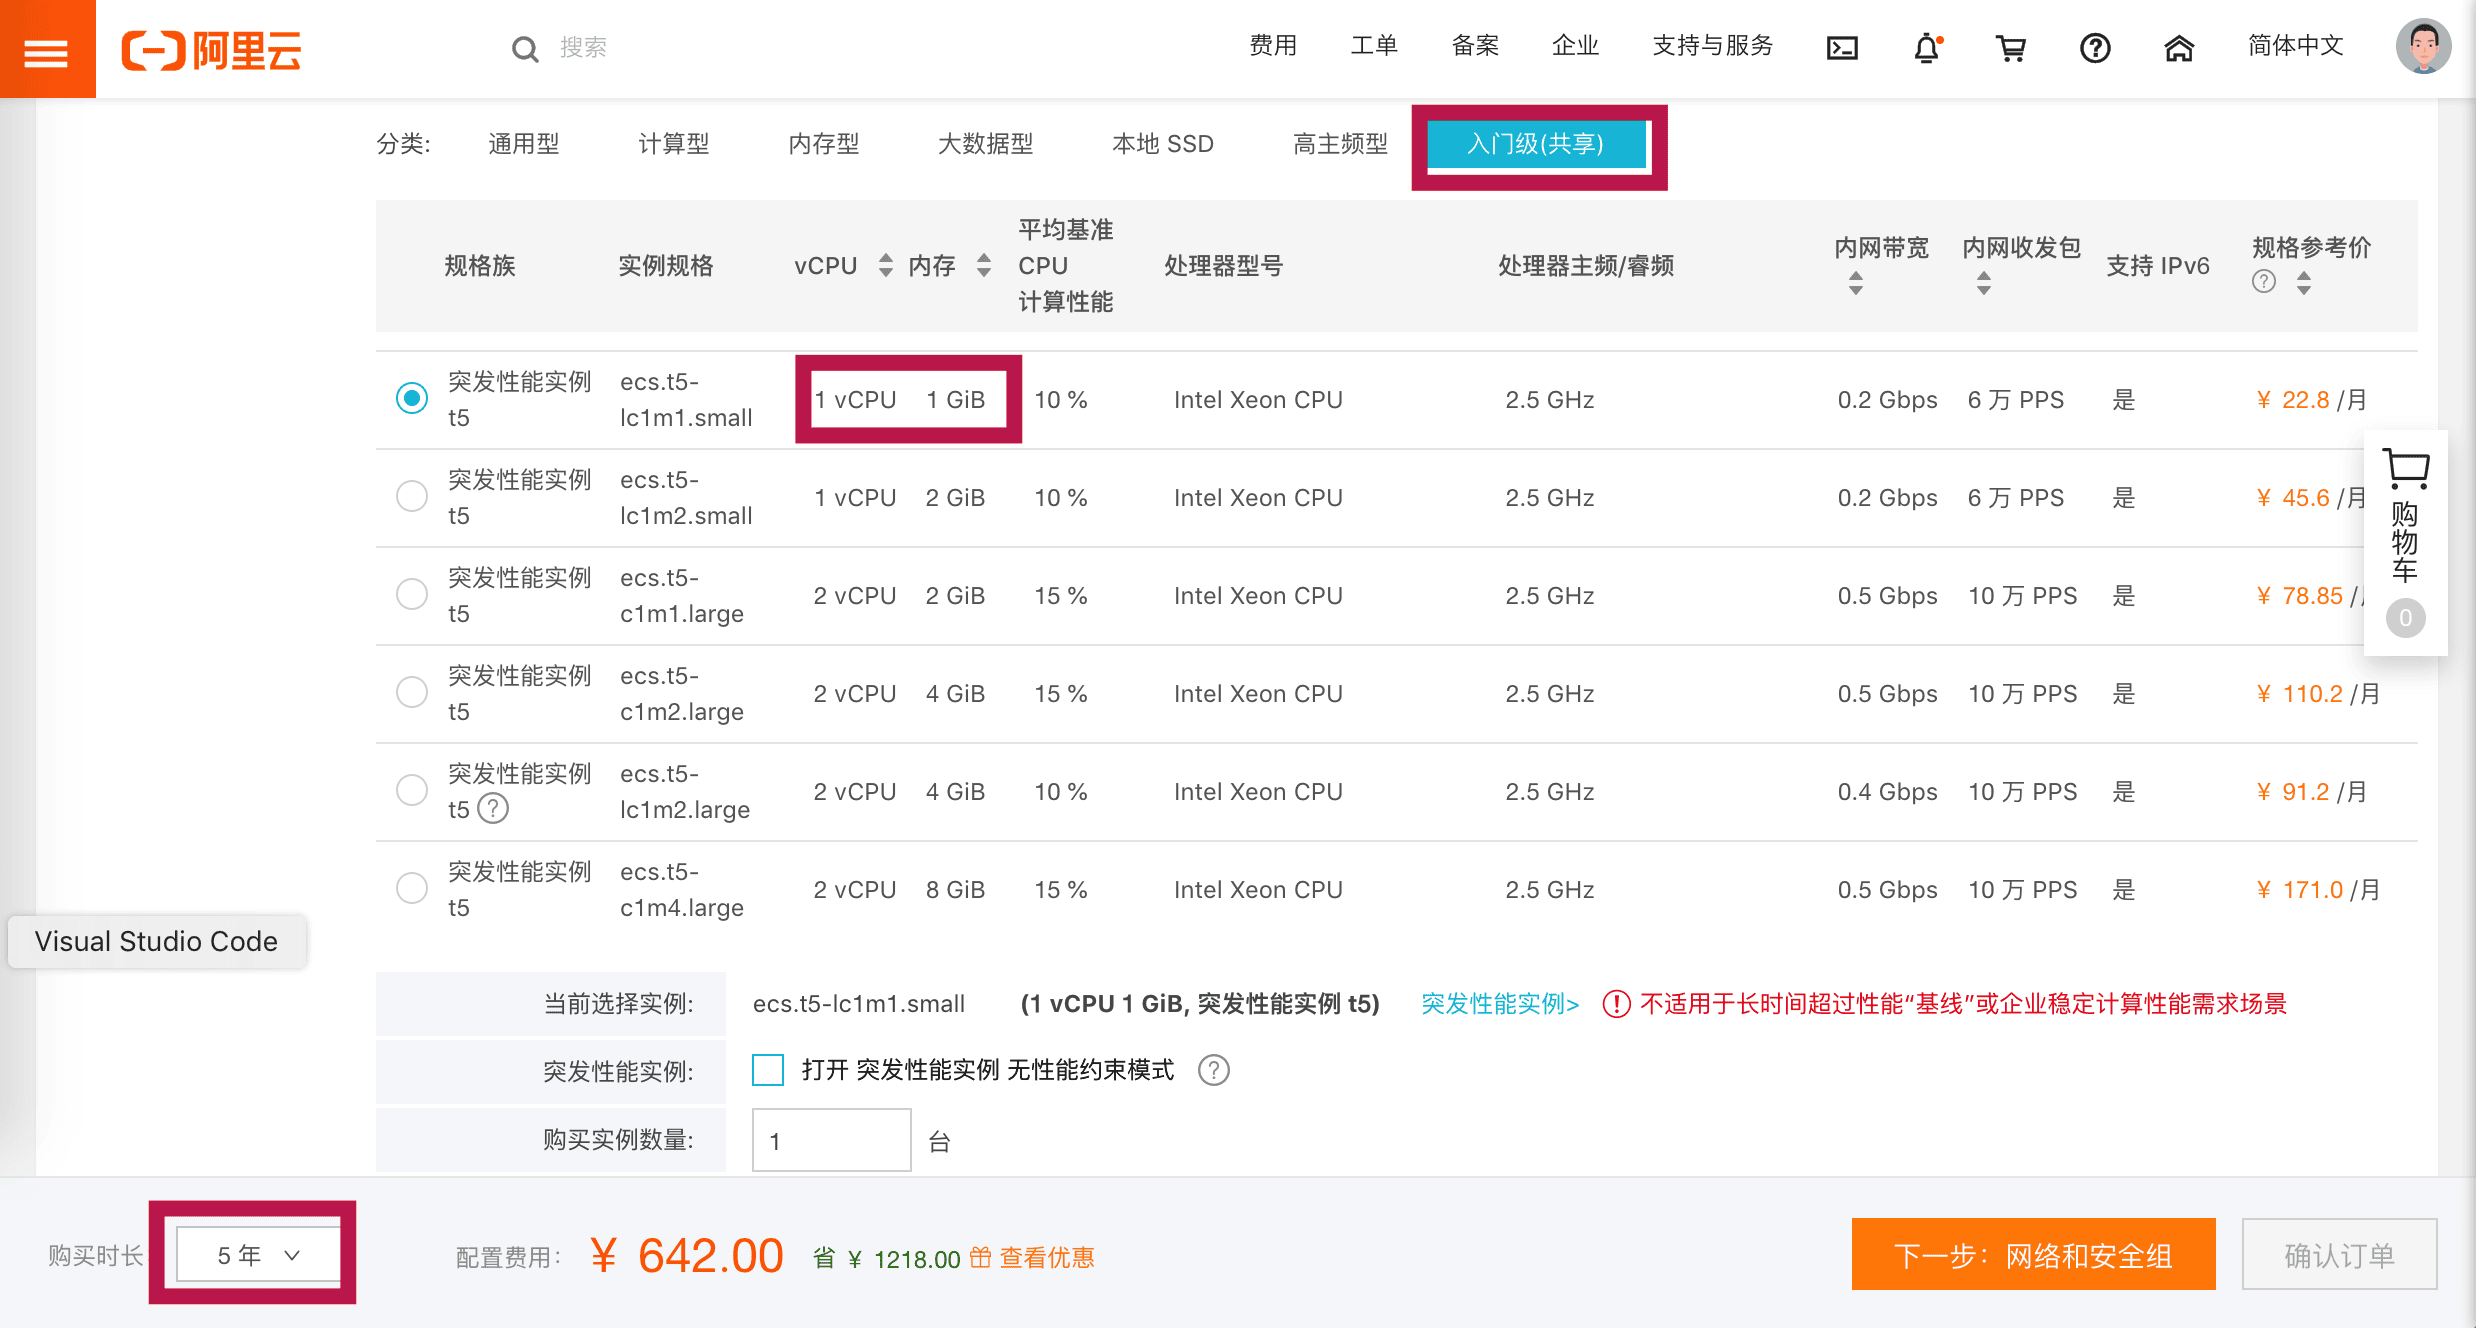 阿里云
搜索
费用 工单 备案 企业 支持与服务 简体中文
分类: 通用型 计算型 内存型 大数据型 本地 SSD 高主频型 入门级(共享)
规格族 实例规格 vCPU 内存 平均基准 CPU 计算性能 处理器型号 处理器主频/睿频 内网带宽 内网收发包 支持 IPv6 规格参考价 ?
突发性能实例 t5 ecs.t5-lc1m1.small 1 vCPU 1 GiB 10 % Intel Xeon CPU 2.5 GHz 0.2 Gbps 6 万 PPS 是 ¥ 22.8 /月
突发性能实例 t5 ecs.t5-lc1m2.small 1 vCPU 2 GiB 10 % Intel Xeon CPU 2.5 GHz 0.2 Gbps 6 万 PPS 是 ¥ 45.6 /月
突发性能实例 t5 ecs.t5-c1m1.large 2 vCPU 2 GiB 15 % Intel Xeon CPU 2.5 GHz 0.5 Gbps 10 万 PPS 是 ¥ 78.85 /
突发性能实例 t5 ecs.t5-c1m2.large 2 vCPU 4 GiB 15 % Intel Xeon CPU 2.5 GHz 0.5 Gbps 10 万 PPS 是 ¥ 110.2 /月
突发性能实例 t5 ? ecs.t5-lc1m2.large 2 vCPU 4 GiB 10 % Intel Xeon CPU 2.5 GHz 0.4 Gbps 10 万 PPS 是 ¥ 91.2 /月
突发性能实例 t5 ecs.t5-c1m4.large 2 vCPU 8 GiB 15 % Intel Xeon CPU 2.5 GHz 0.5 Gbps 10 万 PPS 是 ¥ 171.0 /月
购物车
0
Visual Studio Code
当前选择实例: ecs.t5-lc1m1.small (1 vCPU 1 GiB, 突发性能实例 t5) 突发性能实例> 不适用于长时间超过性能“基线”或企业稳定计算性能需求场景
突发性能实例: 打开 突发性能实例 无性能约束模式 ?
购买实例数量: 1 台
购买时长 5 年 配置费用: ¥ 642.00 省 ¥ 1218.00 查看优惠 下一步：网络和安全组 确认订单